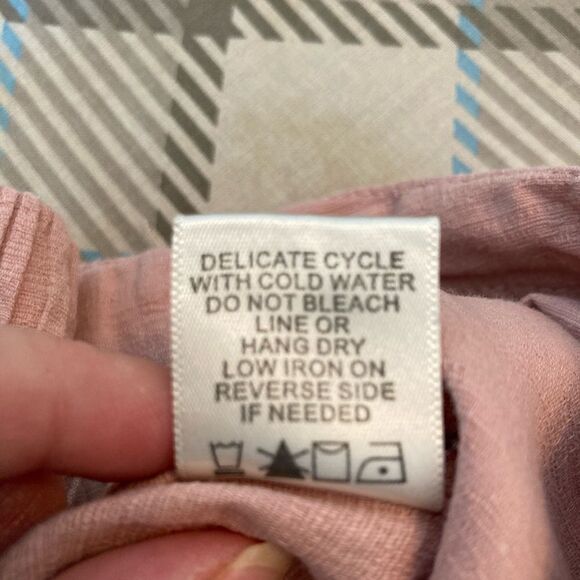 DELICATE CYCLE
WITH COLD WATER
DO NOT BLEACH
LINE OR
HANG DRY
LOW IRON ON
REVERSE SIDE
IF NEEDED